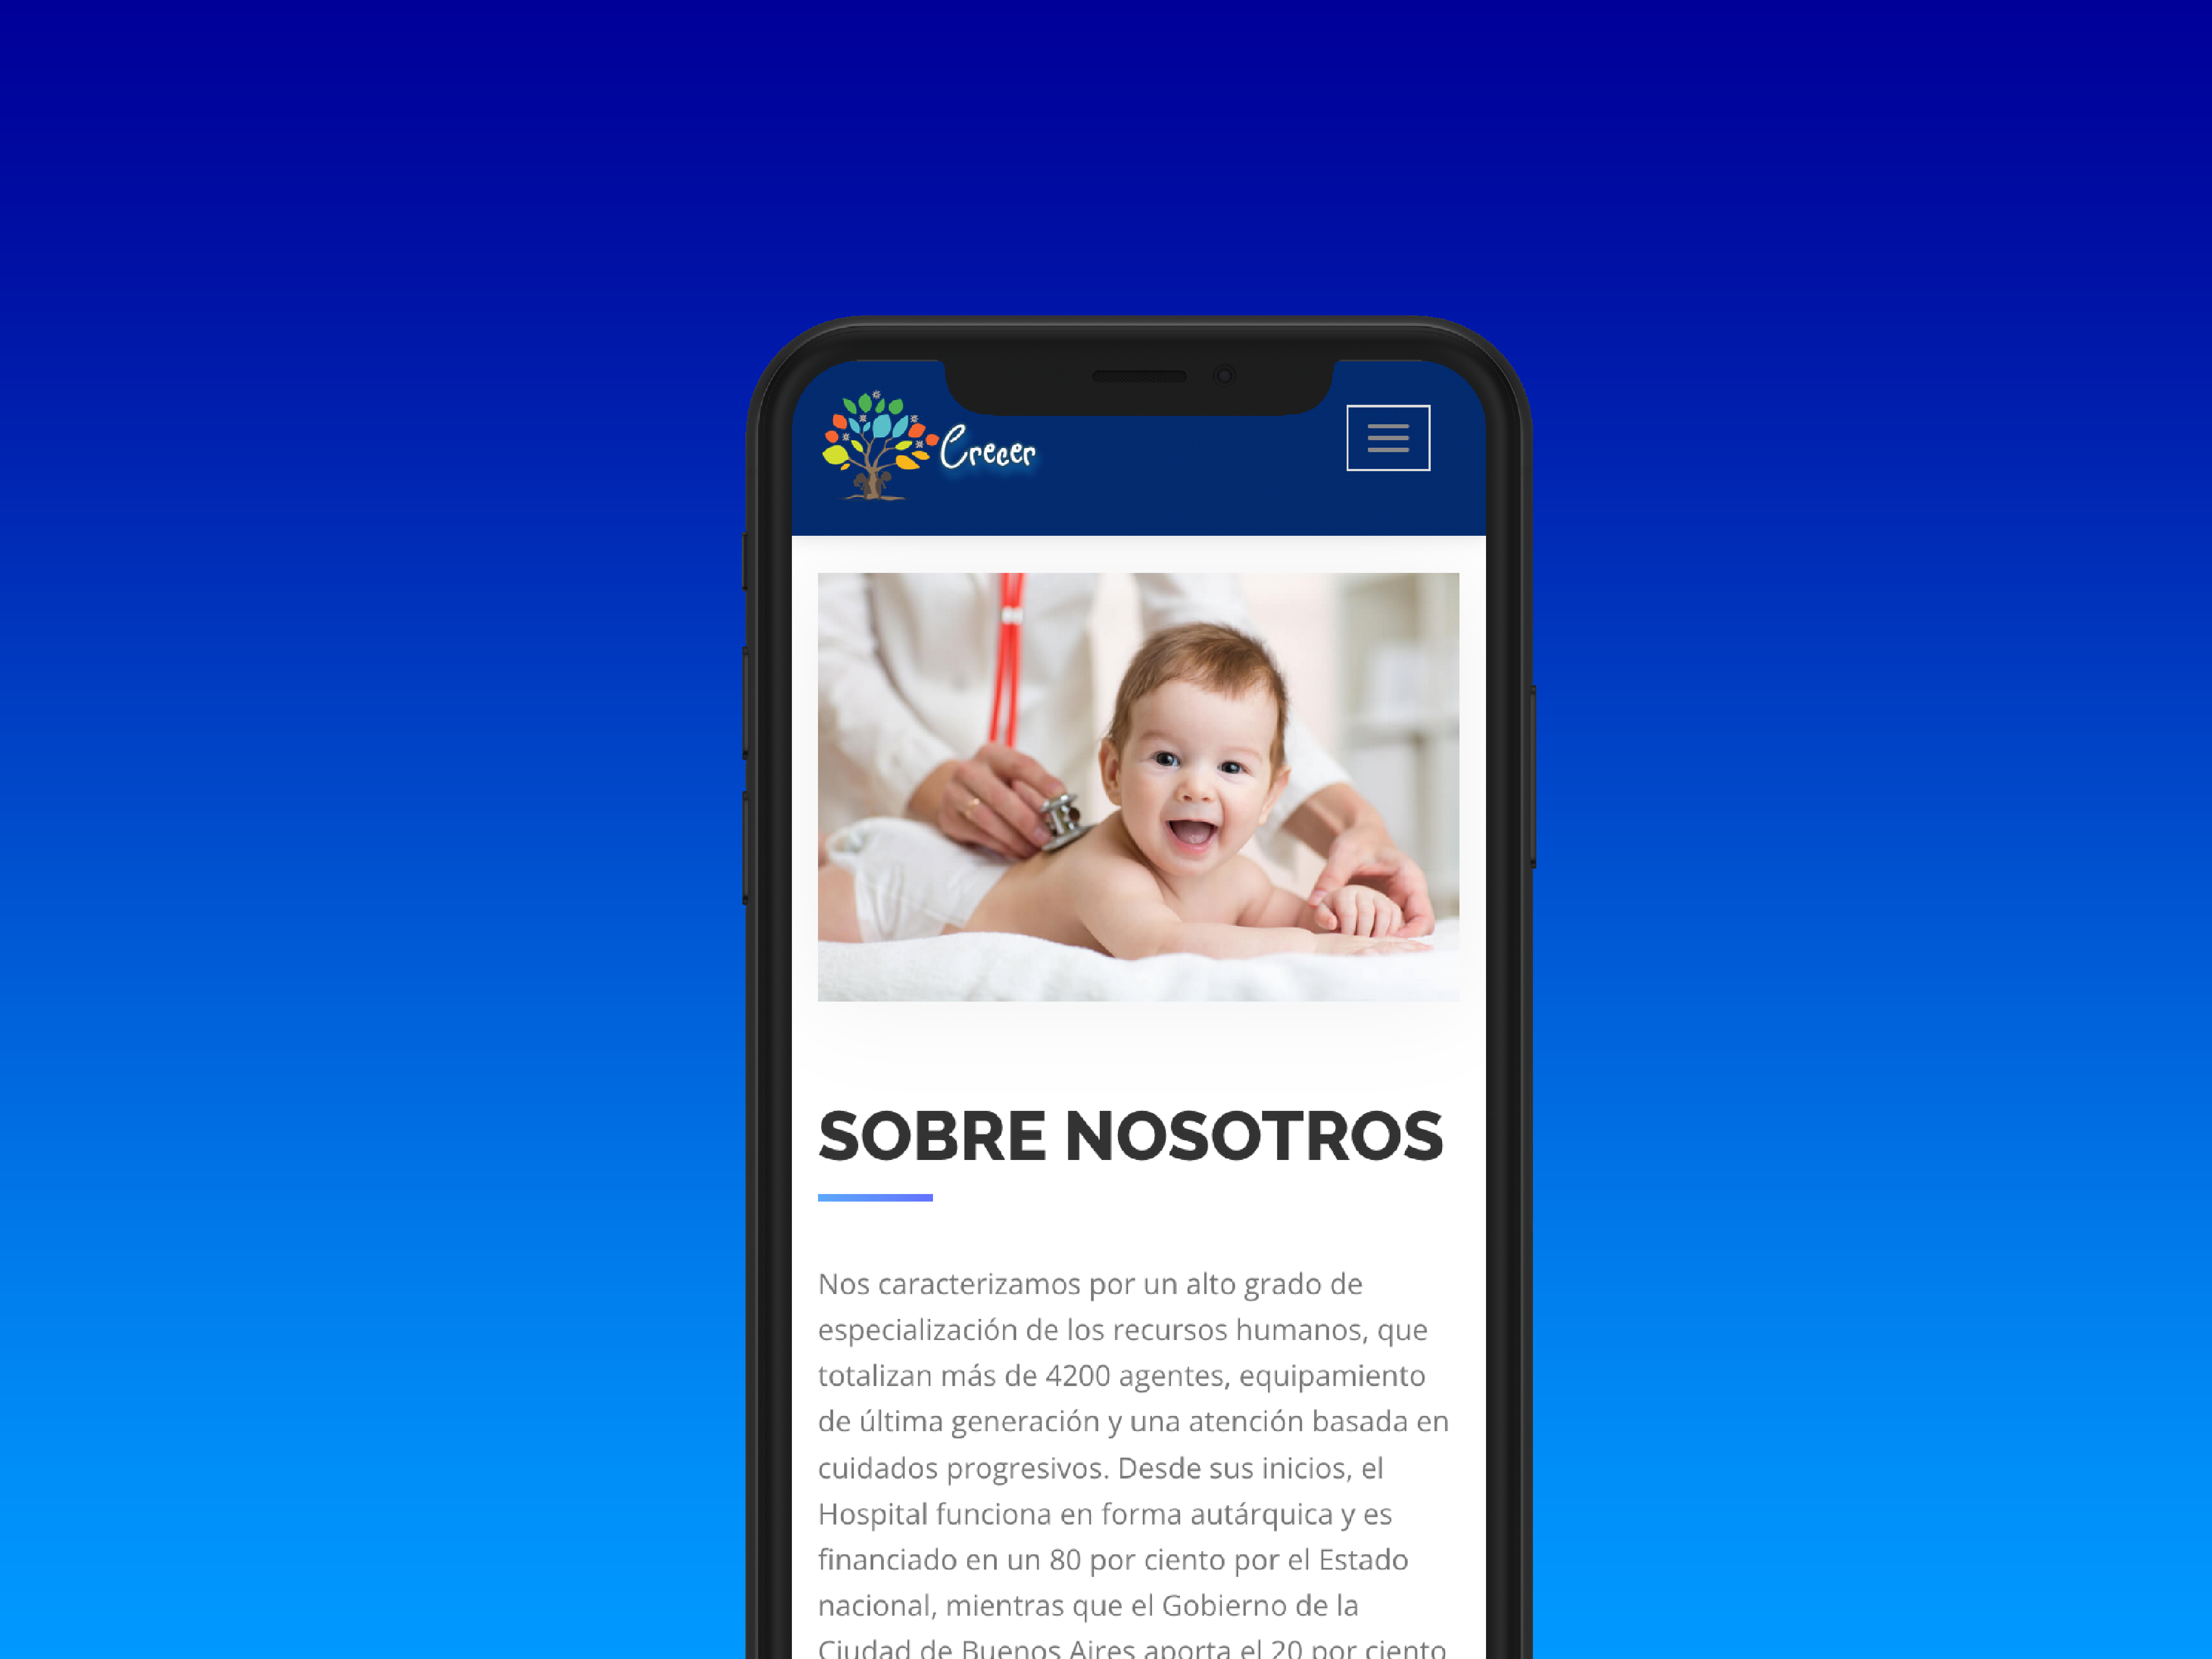 Crecer
SOBRE NOSOTROS
Nos caracterizamos por un alto grado de
especialización de los recursos humanos, que
totalizan más de 4200 agentes, equipamiento
de última generación y una atención basada en
cuidados progresivos. Desde sus inicios, el
Hospital funciona en forma autárquica y es
financiado en un 80 por ciento por el Estado
nacional, mientras que el Gobierno de la
Ciudad de Buenos Aires aporta el 20 por ciento